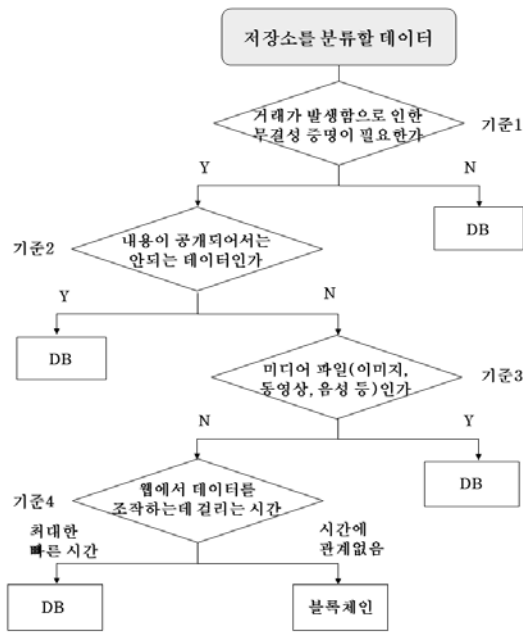 저장소를 분류할 데이터
거래가 발생함으로 인한
무결성 증명이 필요한가
기준1
Y
N
DB
기준2
내용이 공개되어서는
안되는 데이터인가
Y
N
DB
미디어 파일(이미지,
동영상, 음성 등)인가
기준3
N
Y
DB
기준4
웹에서 데이터를
조작하는데 걸리는 시간
최대한
빠른 시간
시간에
관계없음
DB
블록체인